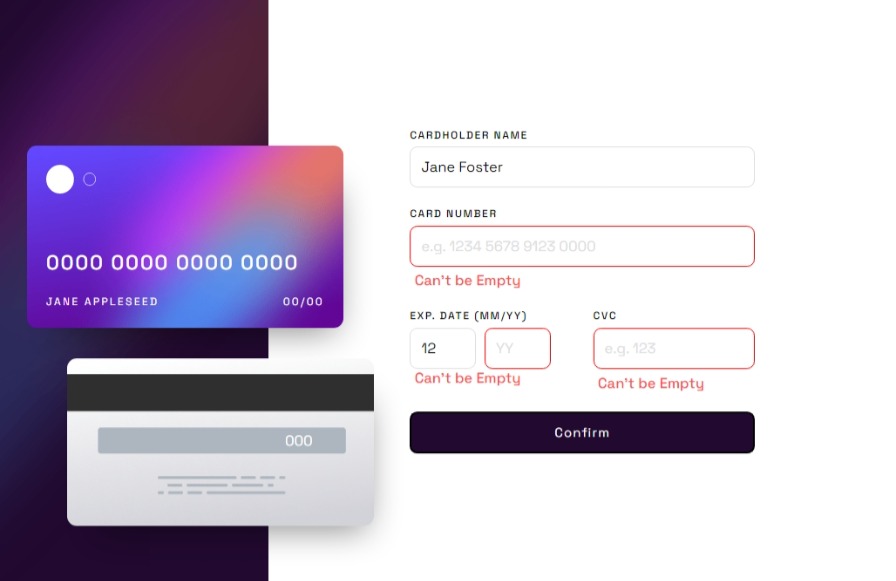 0000 0000 0000 0000
JANE APPLESEED 00/00
000
CARDHOLDER NAME
Jane Foster
CARD NUMBER
e.g. 1234 5678 9123 0000
Can't be Empty
EXP. DATE (MM/YY) CVC
12 YY e.g. 123
Can't be Empty Can't be Empty
Confirm